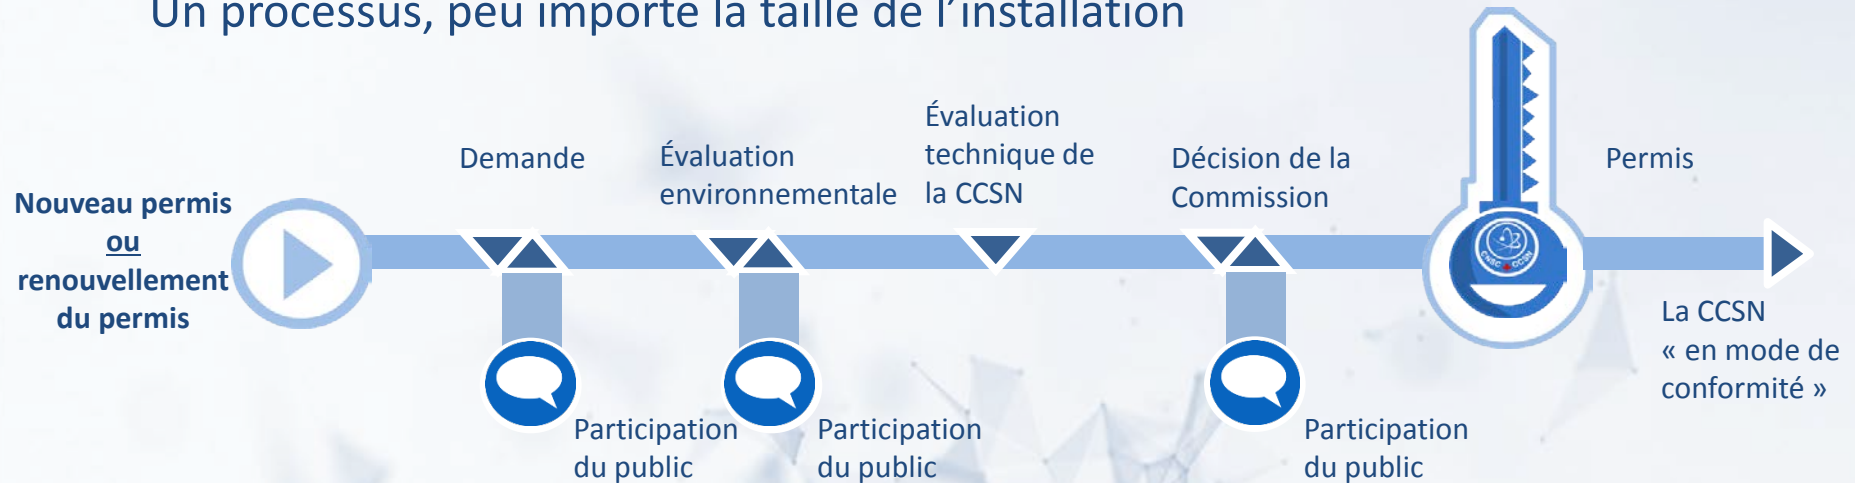 Un processus, peu importe la taille de l’installation
Nouveau permis
ou
renouvellement
du permis
Demande
Évaluation
environnementale
Évaluation
technique de
la CCSN
Décision de la
Commission
Permis
CNSC CCSN
La CCSN
« en mode de
conformité »
Participation
du public
Participation
du public
Participation
du public